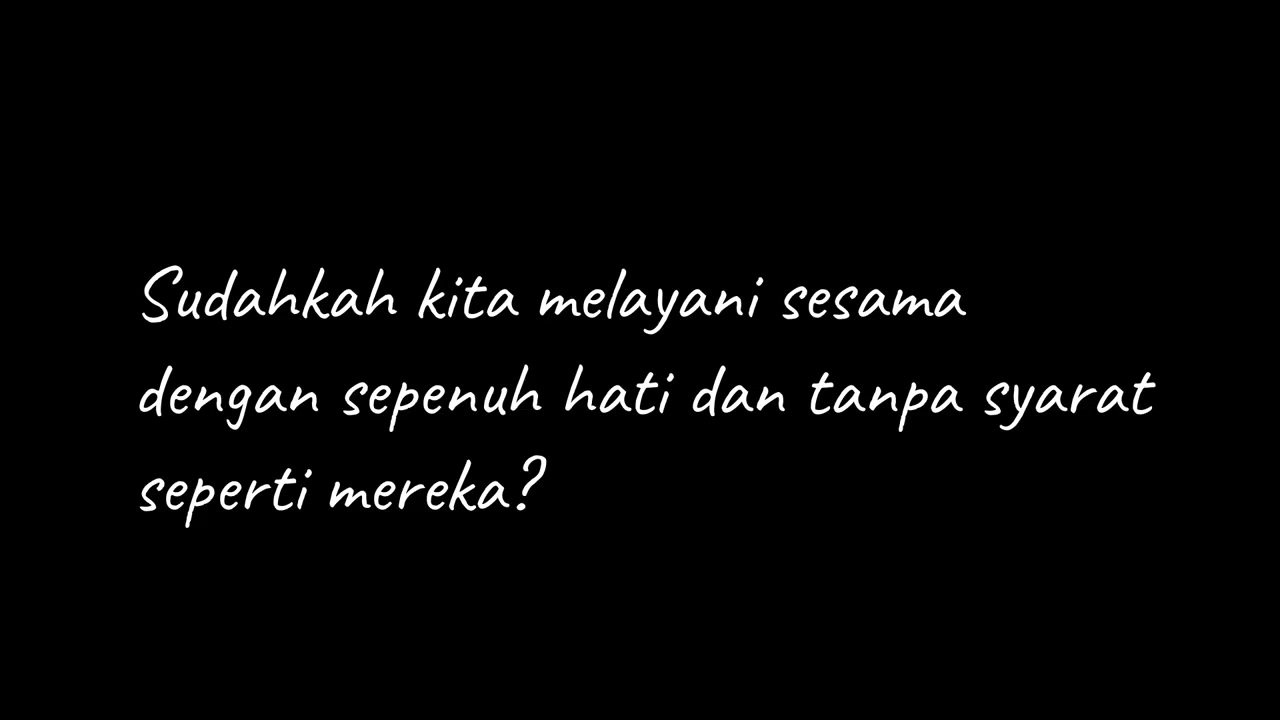 Sudahkah kita melayani sesama
dengan sepenuh hati dan tanpa syarat
seperti mereka?